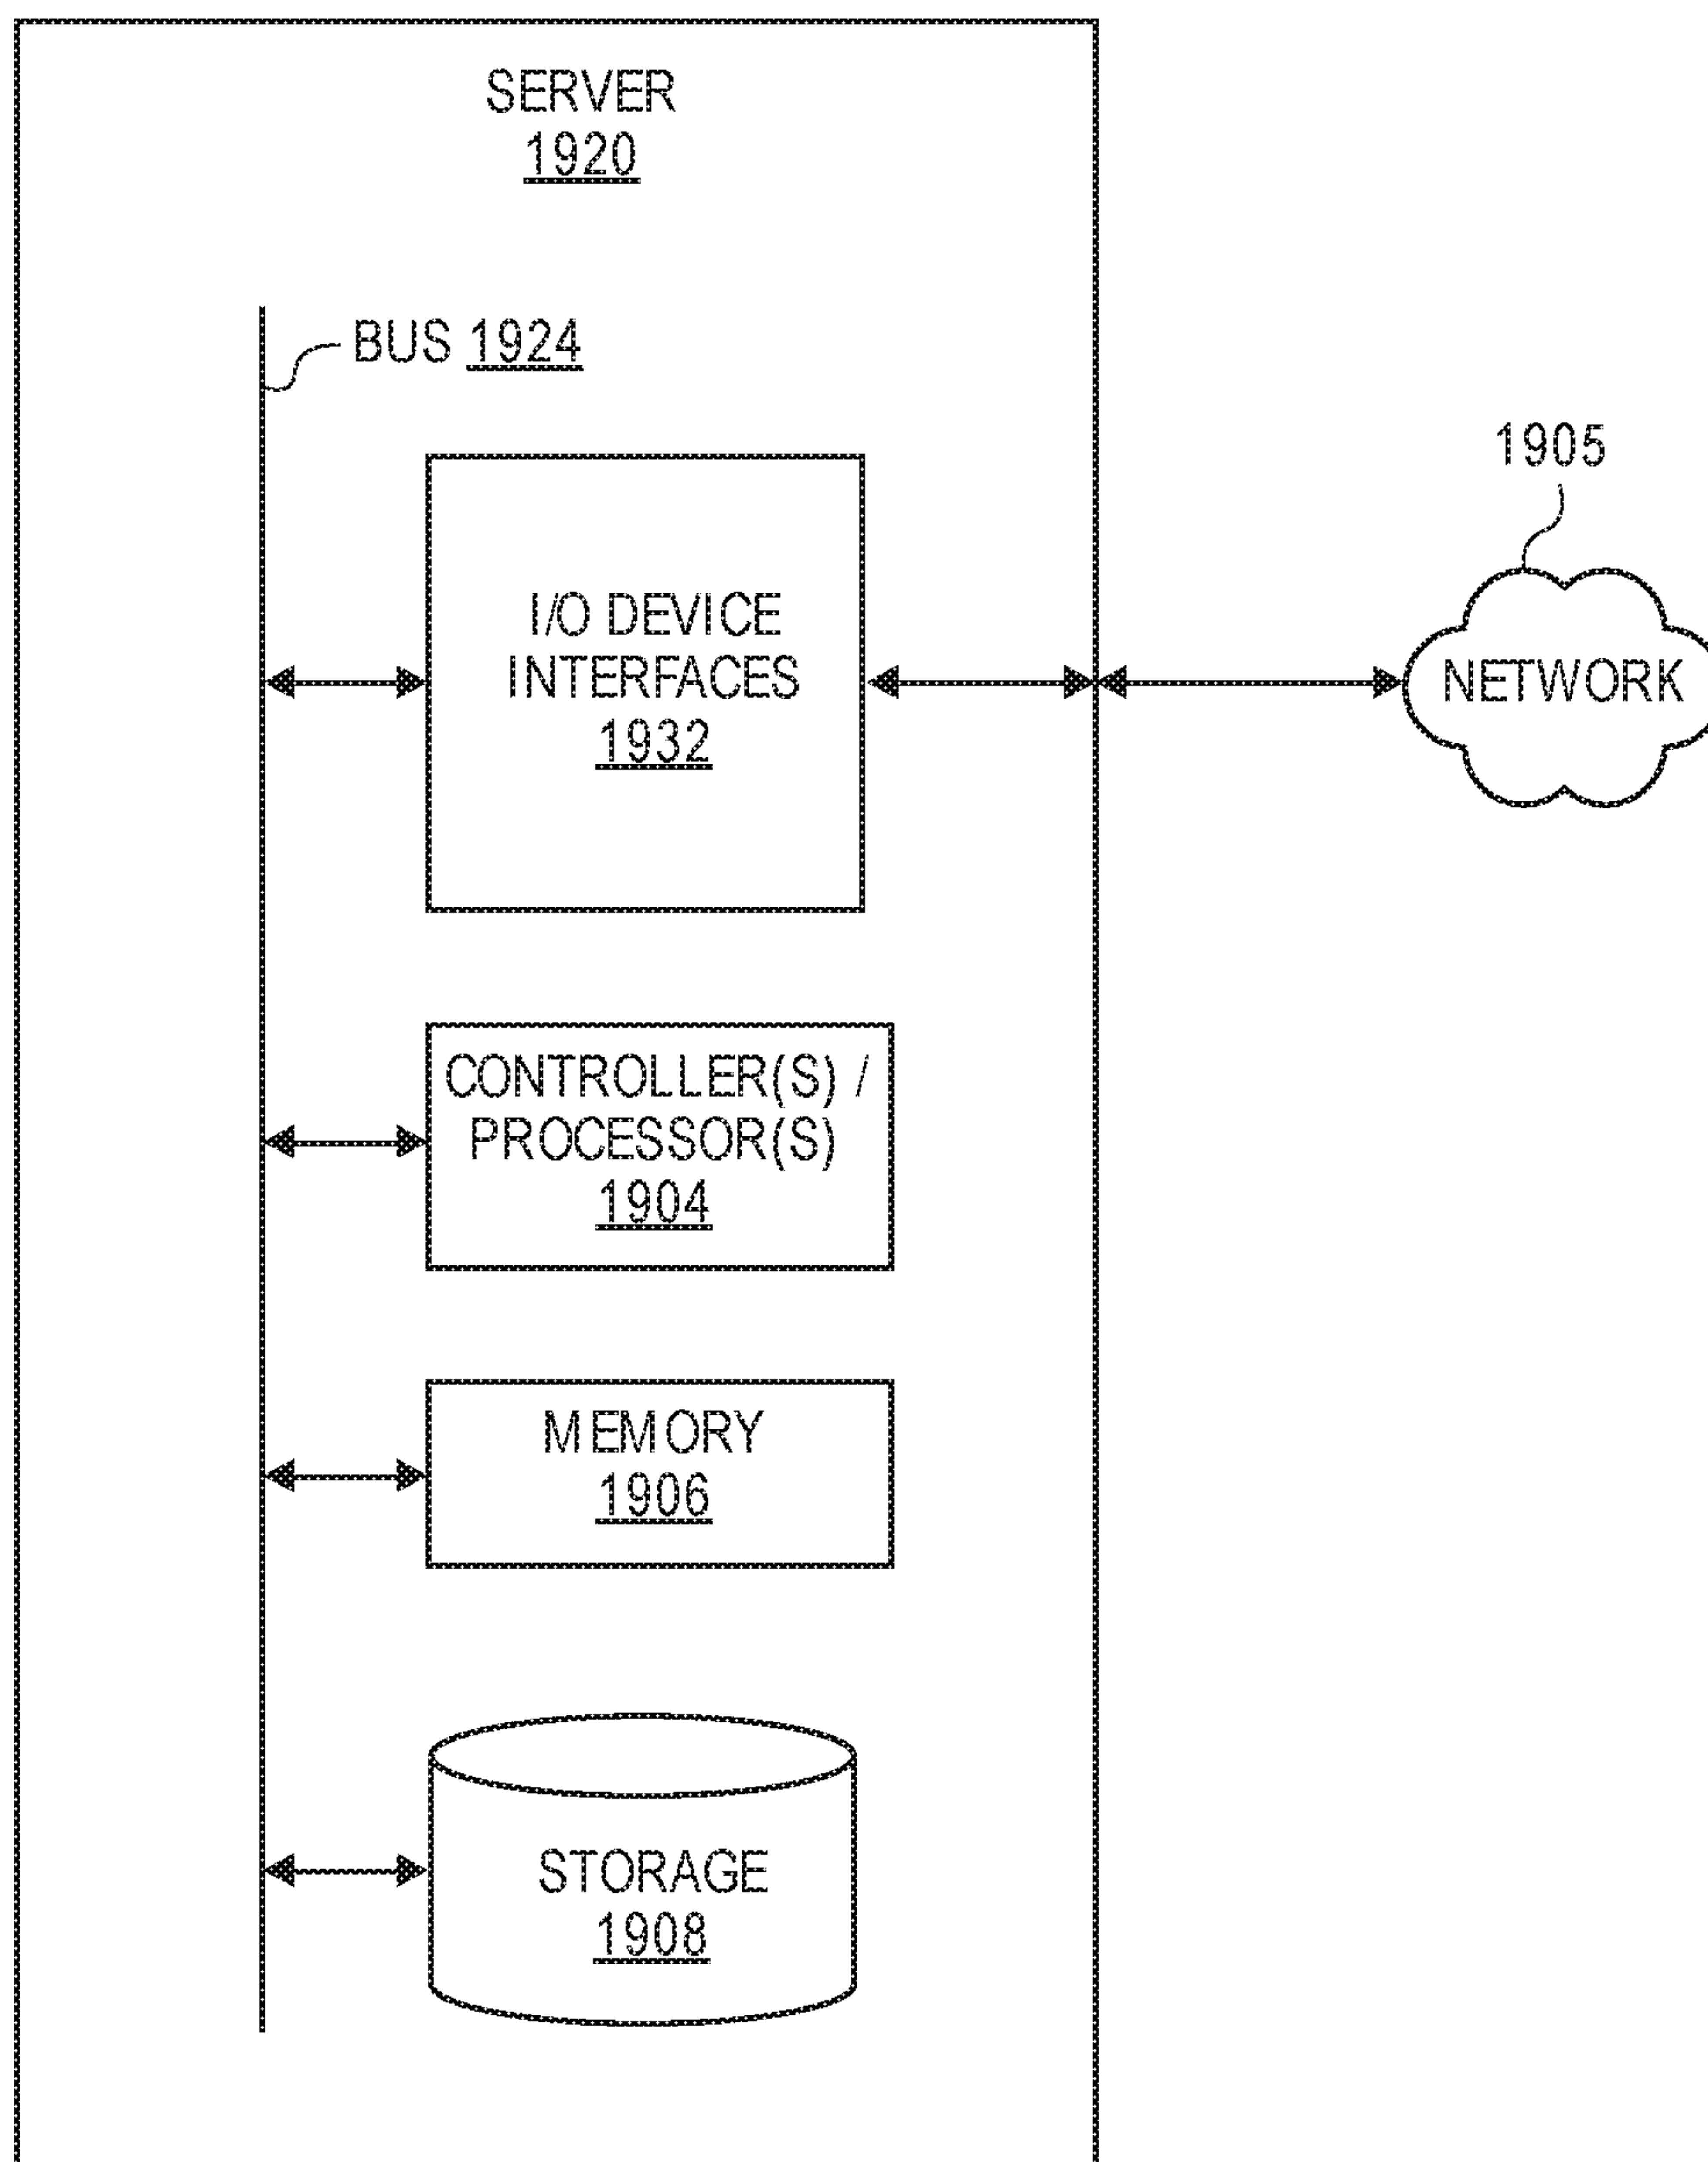 SERVER
1920
BUS 1924
1905
I/O DEVICE
INTERFACES
1932
NETWORK
CONTROLLER(S) /
PROCESSOR(S)
1904
MEMORY
1906
STORAGE
1908